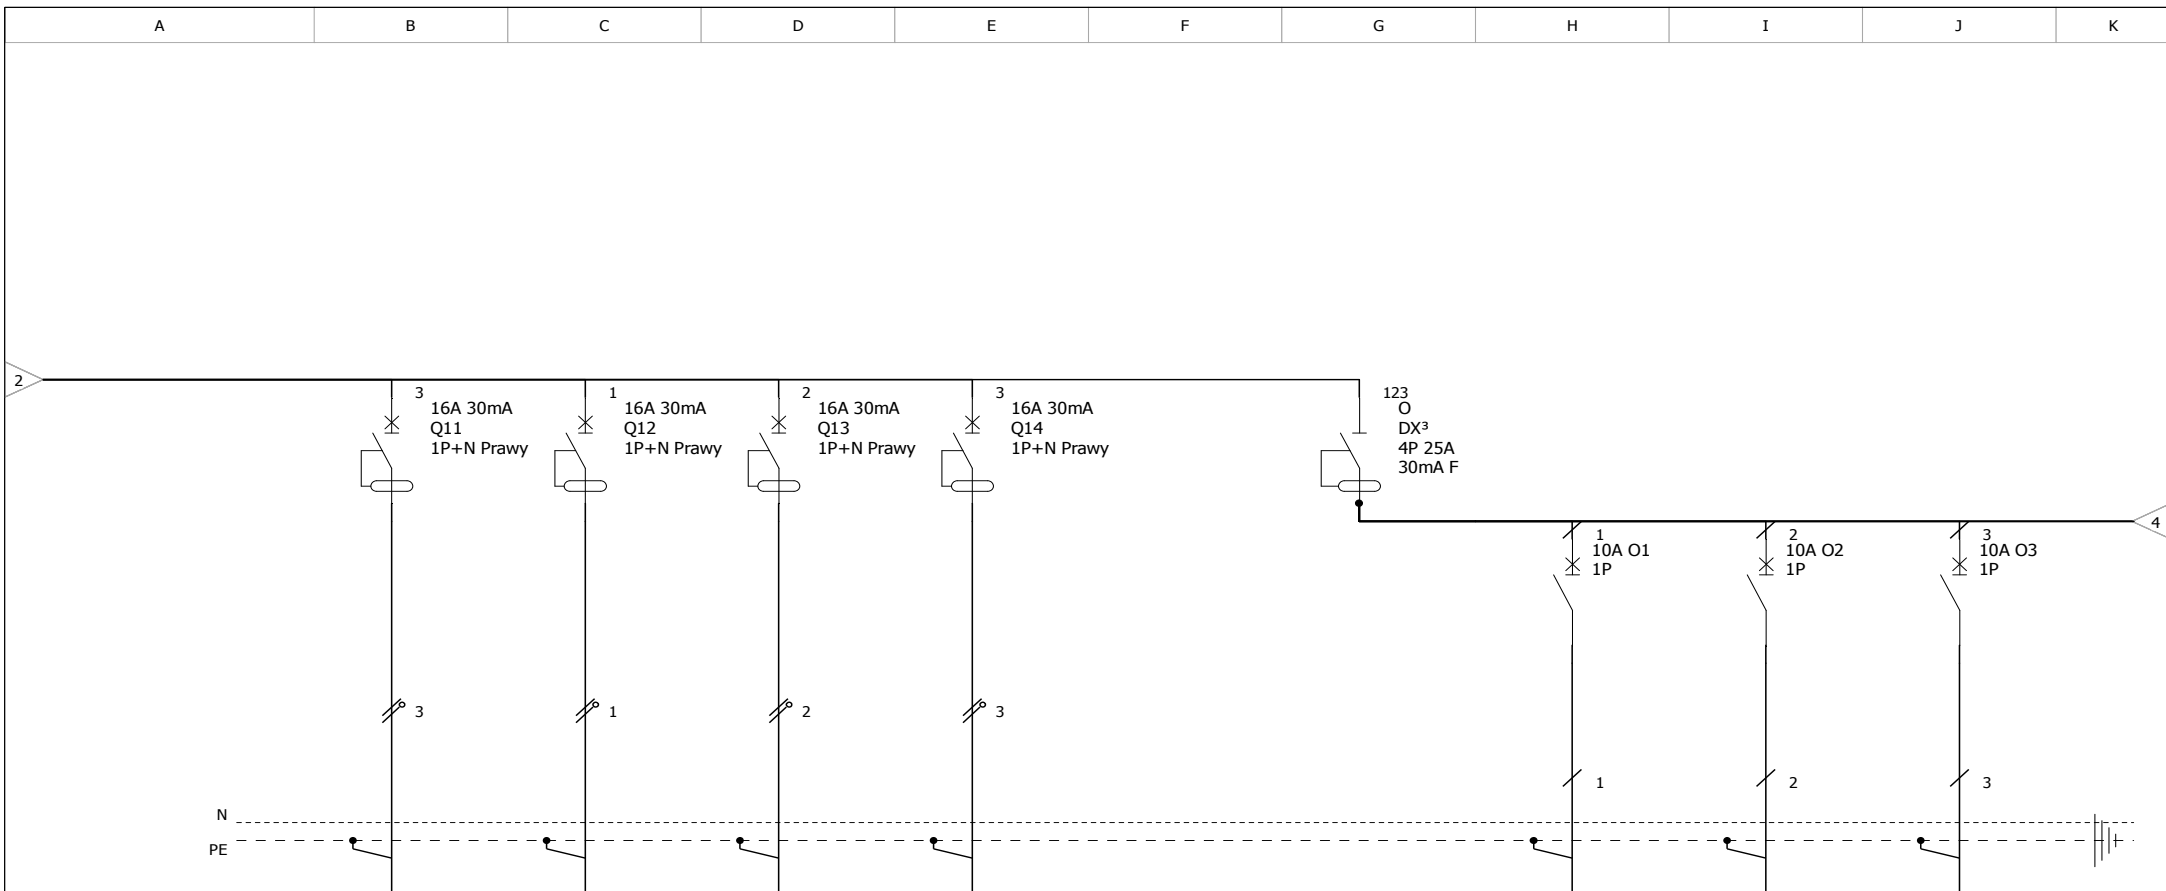 A B C D E F G H I J K
2
3
16A 30mA
Q11
1P+N Prawy
1
16A 30mA
Q12
1P+N Prawy
2
16A 30mA
Q13
1P+N Prawy
3
16A 30mA
Q14
1P+N Prawy
123
O
DX³
4P 25A
30mA F
4
1
10A O1
1P
2
10A O2
1P
3
10A O3
1P
3 1 2 3
1 2 3
N
PE